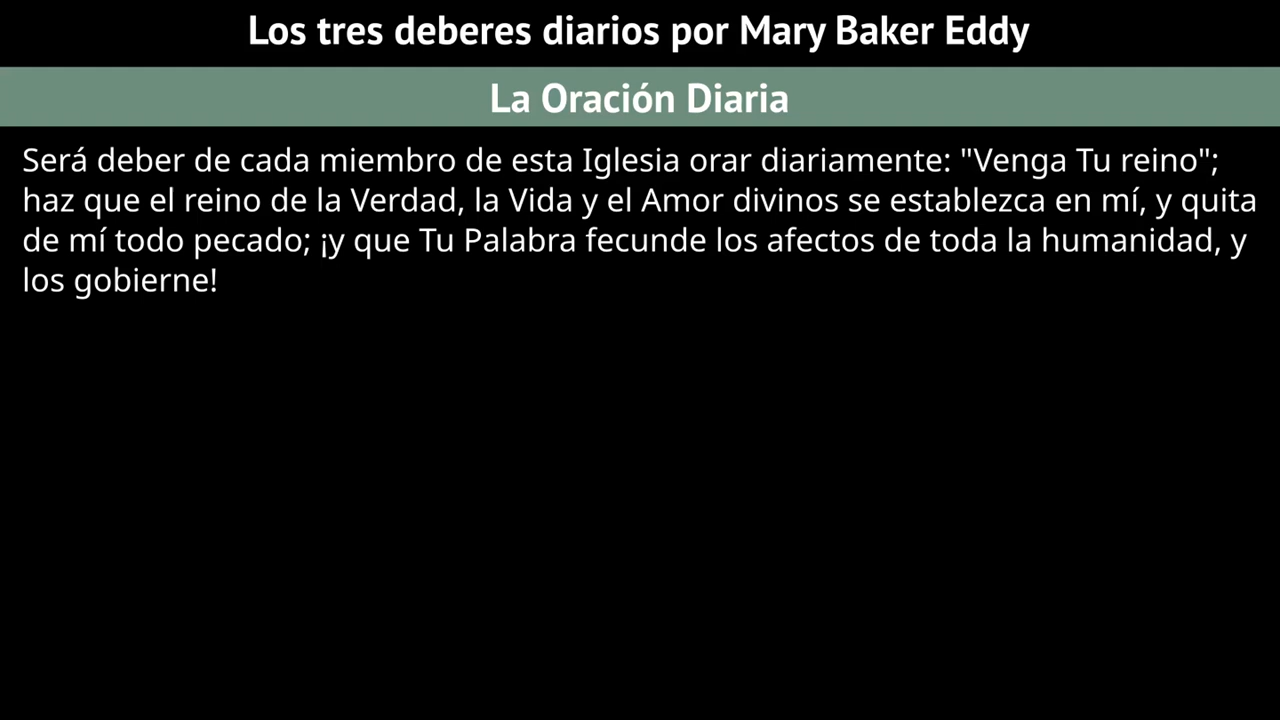 Los tres deberes diarios por Mary Baker Eddy
La Oración Diaria
Será deber de cada miembro de esta Iglesia orar diariamente: "Venga Tu reino";
haz que el reino de la Verdad, la Vida y el Amor divinos se establezca en mí, y quita
de mí todo pecado; ¡y que Tu Palabra fecunde los afectos de toda la humanidad, y
los gobierne!